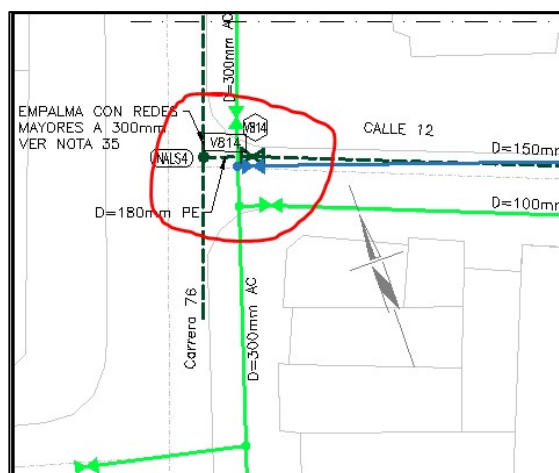 D=300mm AC
EMPALMA CON REDES
MAYORES A 300mm
VER NOTA 35
V814
V814
CALLE 12
NALS4
D=150mm
D=180mm PE
D=100mm
Carrera 76
D=300mm AC